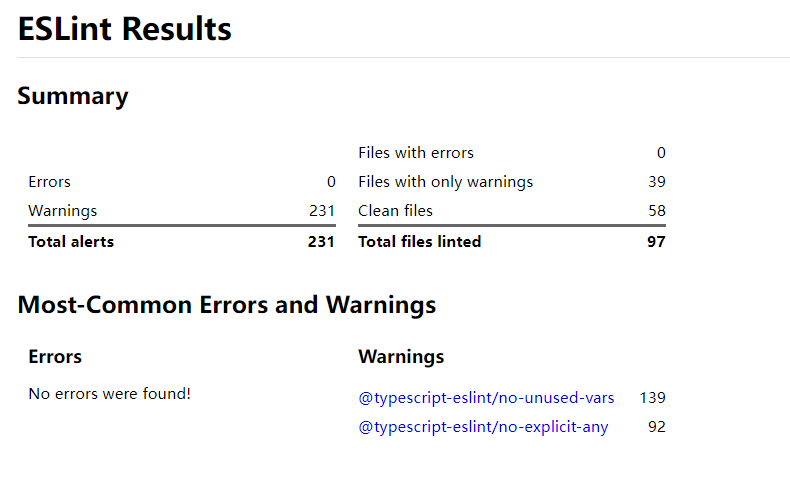 ESLint Results
Summary
Files with errors 0
Errors 0 Files with only warnings 39
Warnings 231 Clean files 58
Total alerts 231 Total files linted 97
Most-Common Errors and Warnings
Errors Warnings
No errors were found! @typescript-eslint/no-unused-vars 139
@typescript-eslint/no-explicit-any 92